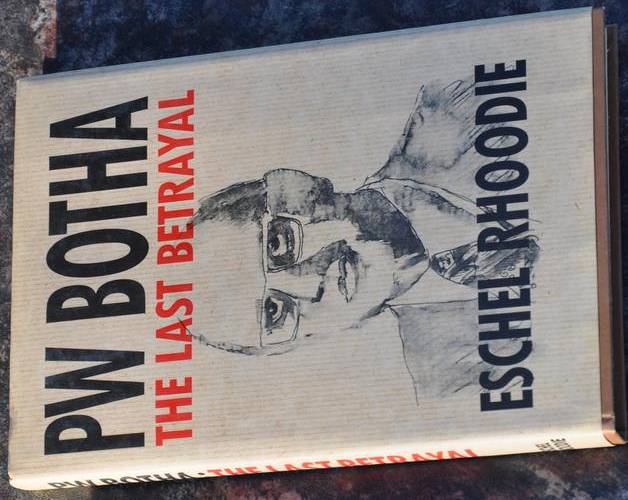 PW BOTHA
THE LAST BETRAYAL
ESCHEL RHOODIE
PW BOTHA · THE LAST BETRAYAL